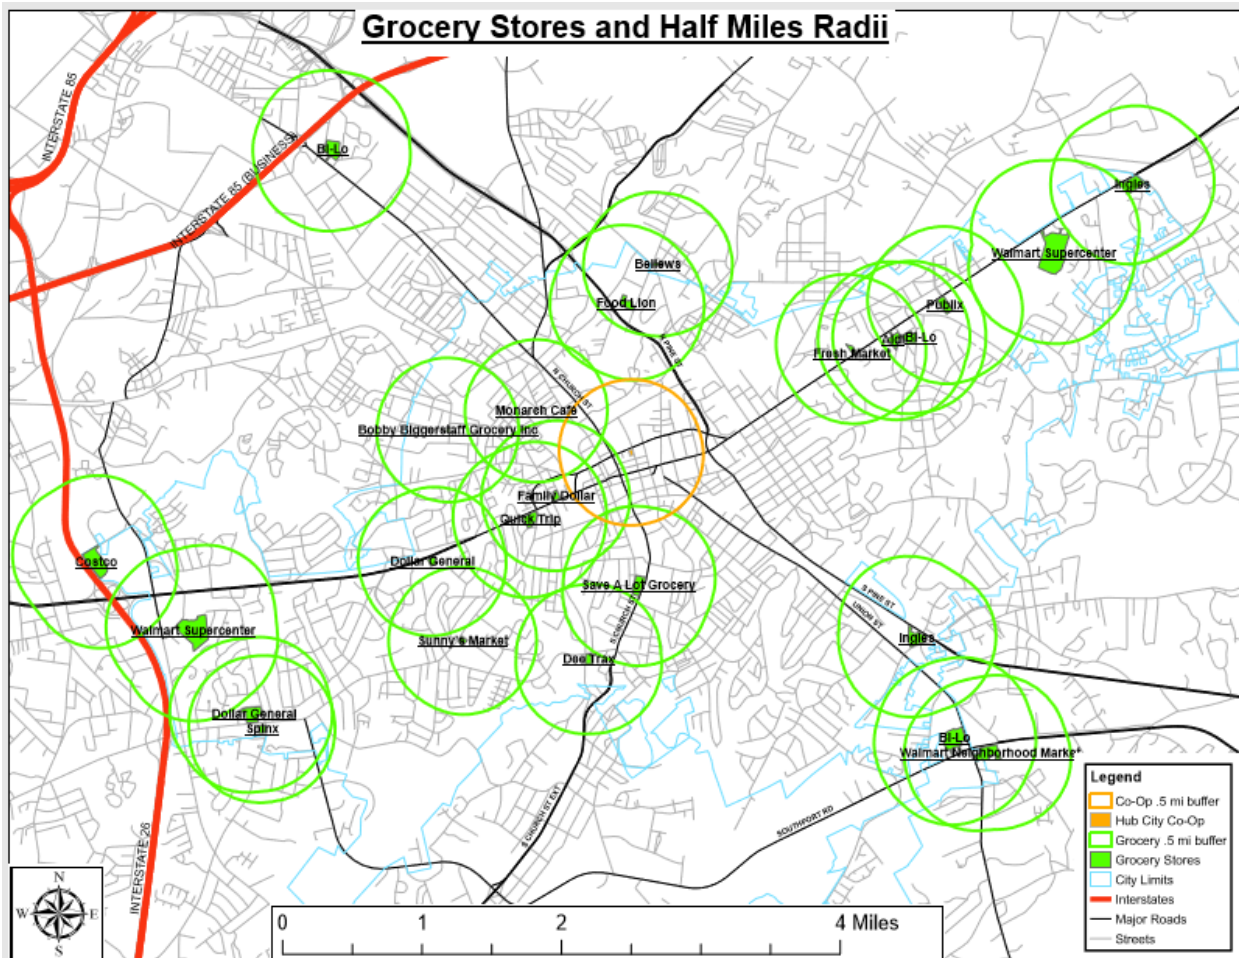 Grocery Stores and Half Miles Radii
INTERSTATE 85
INTERSTATE 85 (BUSINESS)
Bi-Lo
Ingles
Walmart Supercenter
Bellews
Food Lion
Publix
Aldi
Bi-Lo
Fresh Market
N PINE ST
N CHURCH ST
Monarch Cafe
Bobby Biggerstaff Grocery Inc
Family Dollar
Quick Trip
Costco
Dollar General
Save A Lot Grocery
S PINE ST
UNION ST
Walmart Supercenter
Sunny's Market
S CHURCH ST
Dee Trax
Ingles
Dollar General
Spinx
Bi-Lo
Walmart Neighborhood Market
S CHURCH ST EXT
SOUTHPORT RD
INTERSTATE 26
Legend
Co-Op .5 mi buffer
Hub City Co-Op
Grocery .5 mi buffer
Grocery Stores
City Limits
Interstates
Major Roads
Streets
N
W E
S
0 1 2 4 Miles